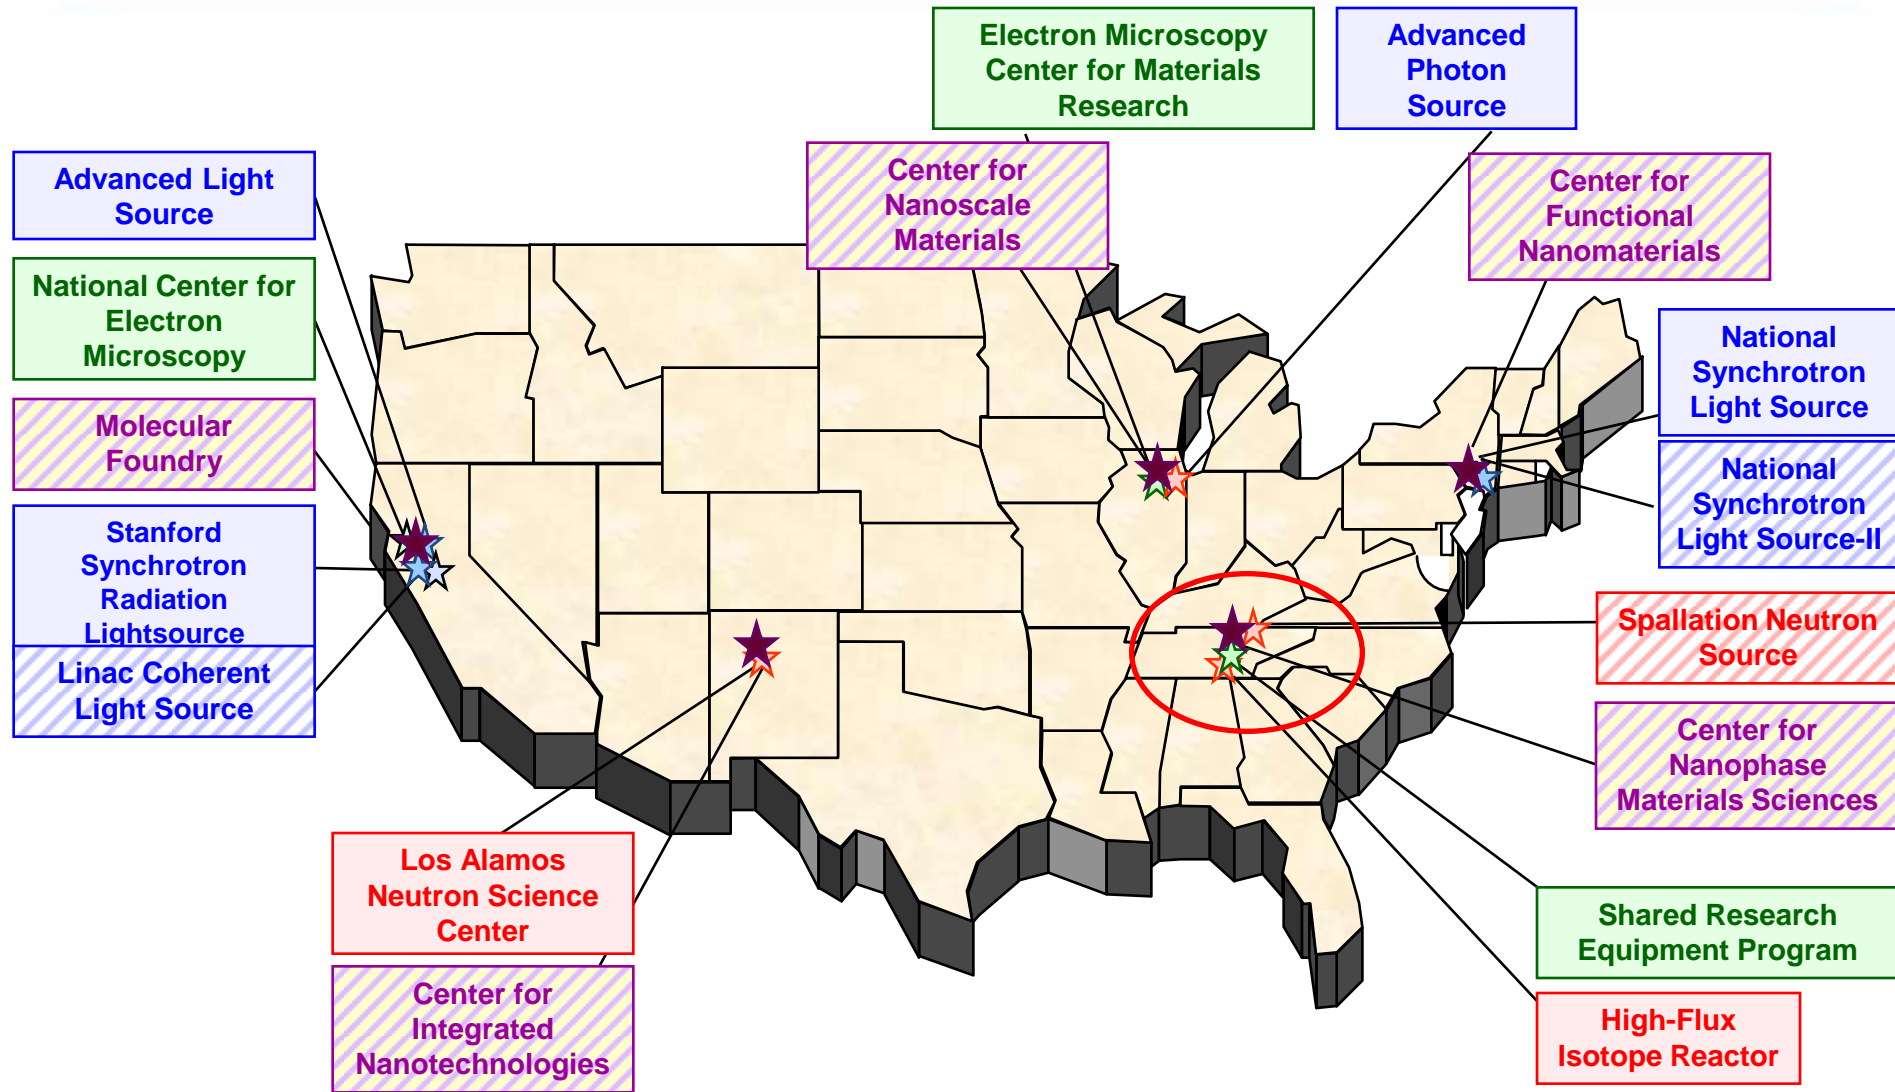 Electron Microscopy
Center for Materials
Research
Advanced
Photon
Source
Center for
Nanoscale
Materials
Center for
Functional
Nanomaterials
Advanced Light
Source
National Center for
Electron
Microscopy
Molecular
Foundry
Stanford
Synchrotron
Radiation
Lightsource
Linac Coherent
Light Source
National
Synchrotron
Light Source
National
Synchrotron
Light Source-II
Spallation Neutron
Source
Center for
Nanophase
Materials Sciences
Los Alamos
Neutron Science
Center
Center for
Integrated
Nanotechnologies
Shared Research
Equipment Program
High-Flux
Isotope Reactor